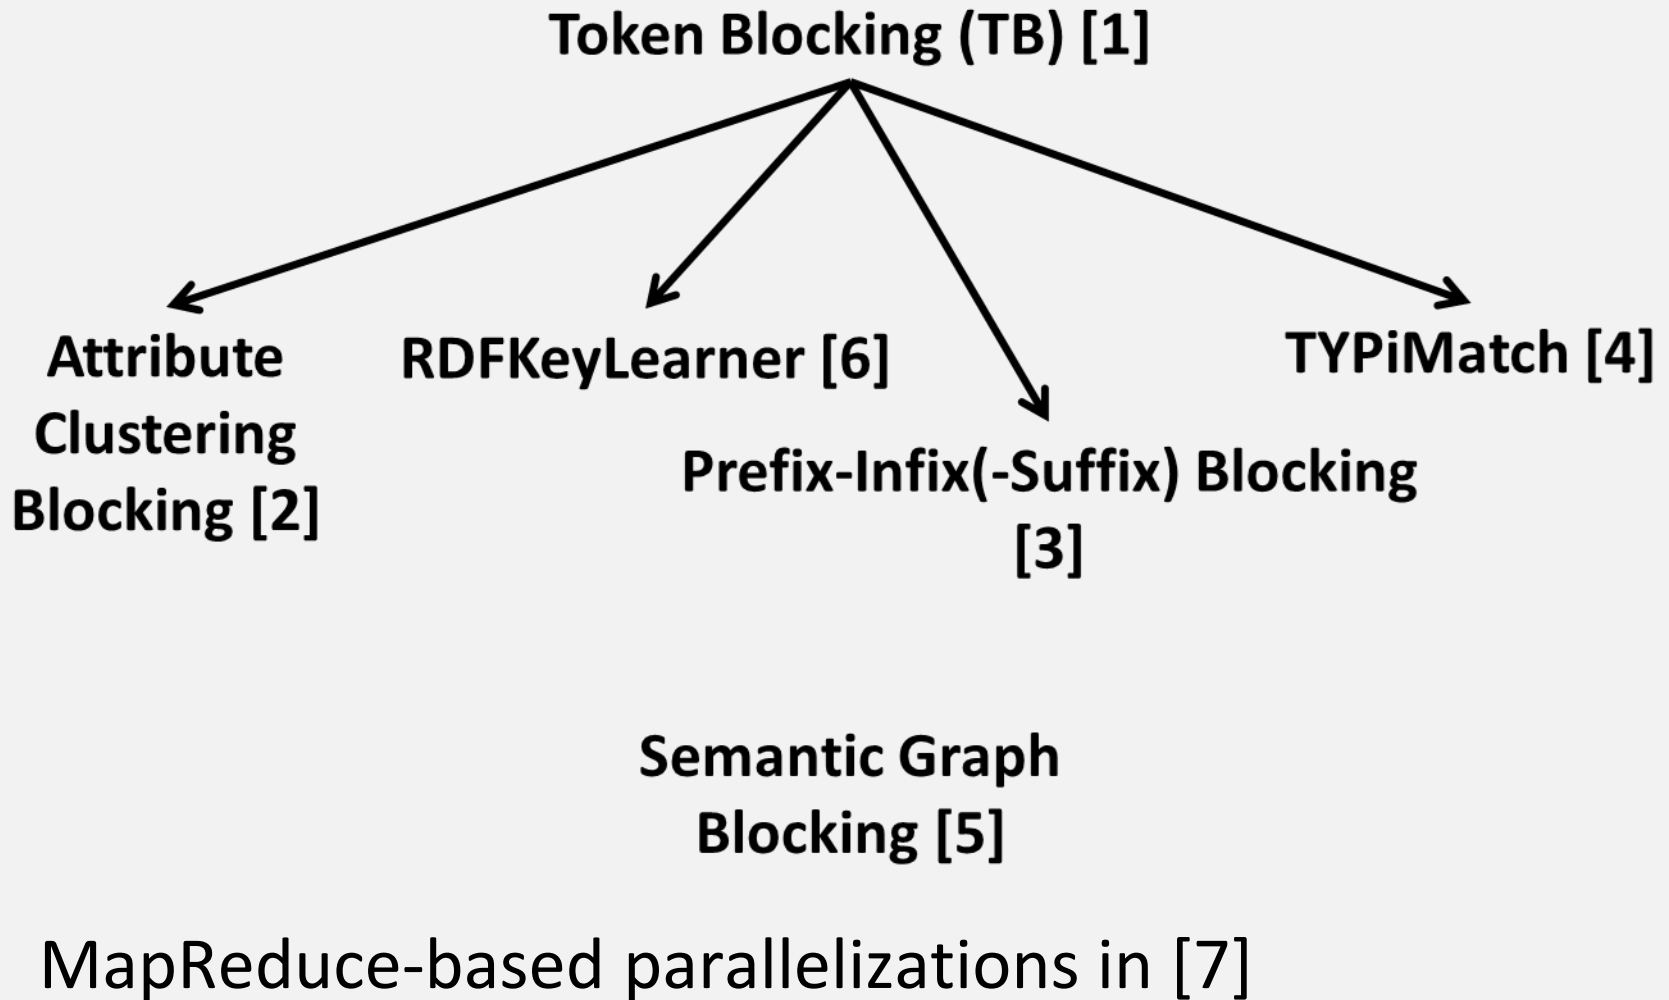 Token Blocking (TB) [1]
Attribute
Clustering
Blocking [2]
RDFKeyLearner [6]
Prefix-Infix(-Suffix) Blocking
[3]
TYPiMatch [4]
Semantic Graph
Blocking [5]
MapReduce-based parallelizations in [7]